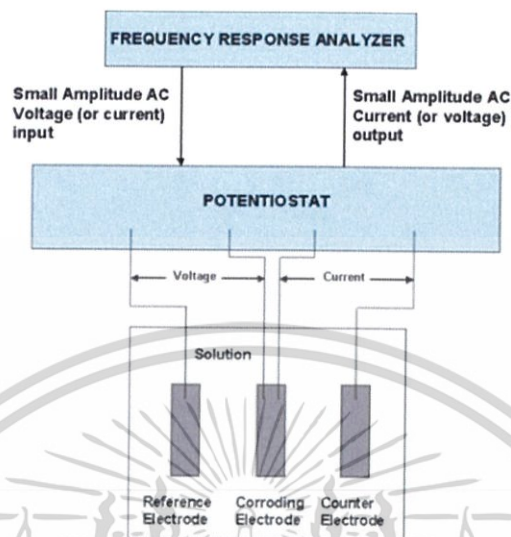 FREQUENCY RESPONSE ANALYZER
Small Amplitude AC
Voltage (or current)
input
Small Amplitude AC
Current (or voltage)
output
POTENTIOSTAT
Voltage
Current
Solution
Reference
Electrode
Corroding
Electrode
Counter
Electrode